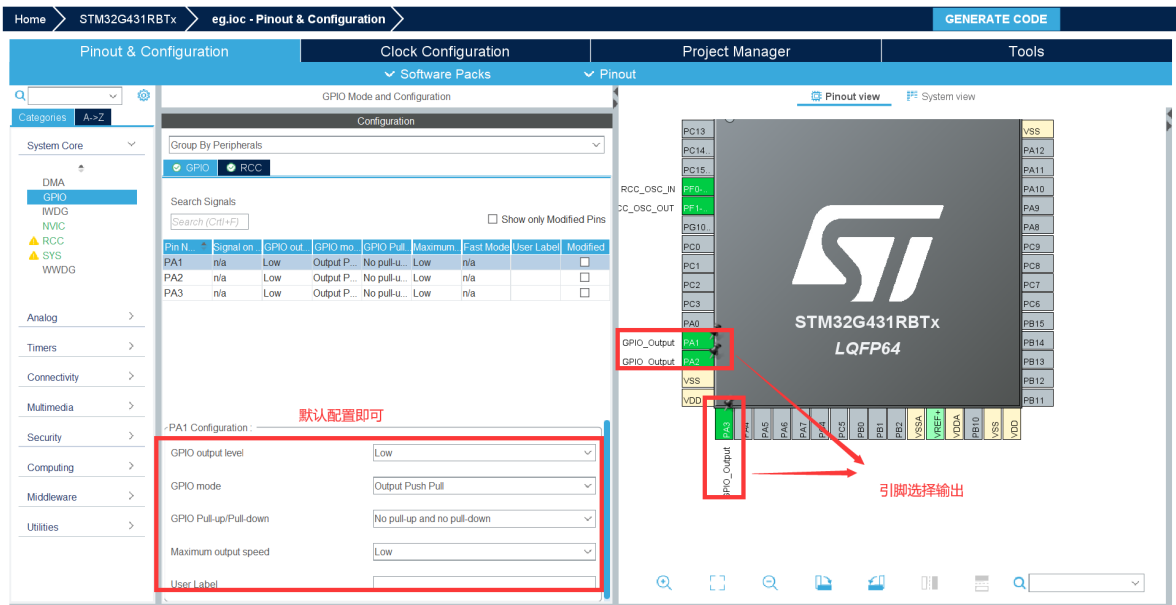 Home STM32G431RBTx eg.ioc - Pinout & Configuration GENERATE CODE
Pinout & Configuration Clock Configuration Project Manager Tools
Software Packs Pinout
GPIO Mode and Configuration
Pinout view System view
Categories A->Z
Configuration
System Core
DMA
GPIO
IWDG
NVIC
RCC
SYS
WWDG
Analog
Timers
Connectivity
Multimedia
Security
Computing
Middleware
Utilities
Group By Peripherals
GPIO RCC
Search Signals
Search (Crtl+F) Show only Modified Pins
Pin N... Signal on ... GPIO out... GPIO mo... GPIO Pull... Maximum... Fast Mode User Label Modified
PA1 n/a Low Output P... No pull-u... Low n/a
PA2 n/a Low Output P... No pull-u... Low n/a
PA3 n/a Low Output P... No pull-u... Low n/a
默认配置即可
PA1 Configuration :
GPIO output level Low
GPIO mode Output Push Pull
GPIO Pull-up/Pull-down No pull-up and no pull-down
Maximum output speed Low
User Label
PC13
PC14..
PC15..
RCC_OSC_IN PF0-..
CC_OSC_OUT PF1-..
PG10..
PC0
PC1
PC2
PC3
PA0
GPIO_Output PA1
GPIO_Output PA2
VSS
VDD
STM32G431RBTx
LQFP64
VSS
PA12
PA11
PA10
PA9
PA8
PC9
PC8
PC7
PC6
PB15
PB14
PB13
PB12
PB11
PA3
PA4
PA5
PA6
PA7
PC4
PC5
PB0
PB1
PB2
VSSA
VREF+
VDDA
PB10
VSS
VDD
GPIO_Output
引脚选择输出